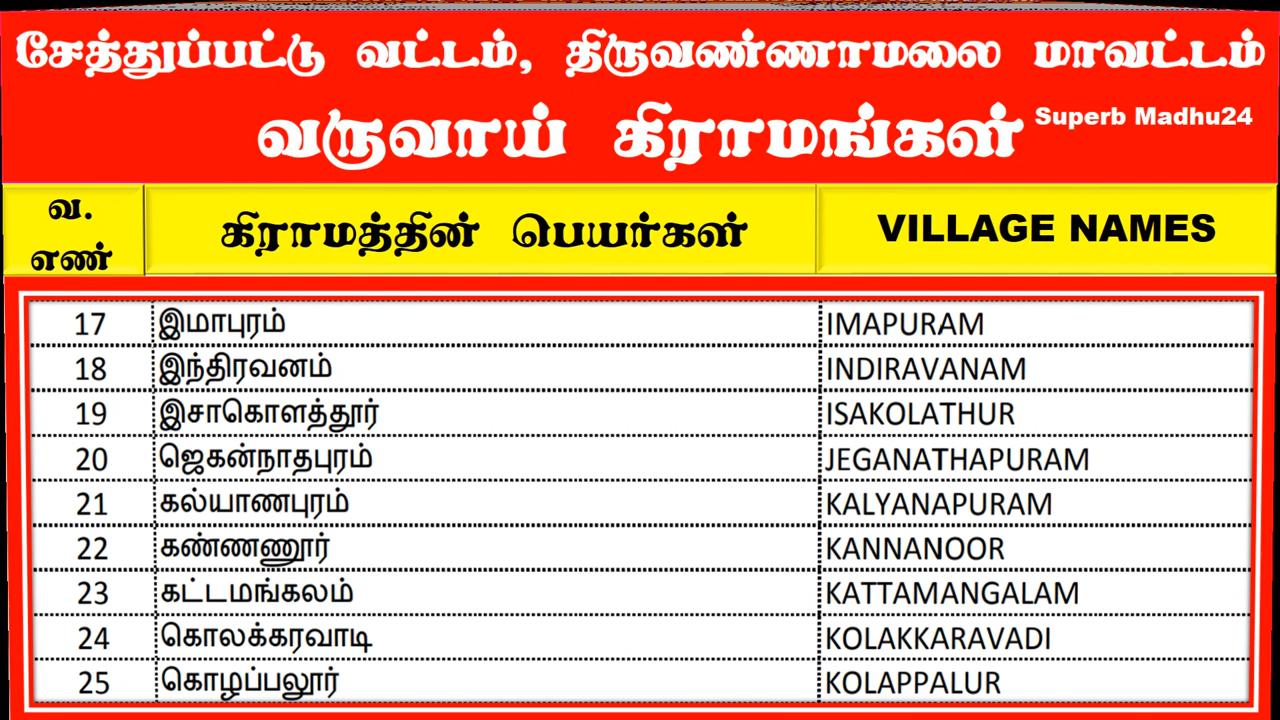 சேத்துப்பட்டு வட்டம், திருவண்ணாமலை மாவட்டம்
வருவாய் கிராமங்கள் Superb Madhu24
வ. எண் கிராமத்தின் பெயர்கள் VILLAGE NAMES
17 இமாபுரம் IMAPURAM
18 இந்திரவனம் INDIRAVANAM
19 இசாகொளத்தூர் ISAKOLATHUR
20 ஜெகன்நாதபுரம் JEGANATHAPURAM
21 கல்யாணபுரம் KALYANAPURAM
22 கண்ணணூர் KANNANOOR
23 கட்டமங்கலம் KATTAMANGALAM
24 கொலக்கரவாடி KOLAKKARAVADI
25 கொழப்பலூர் KOLAPPALUR